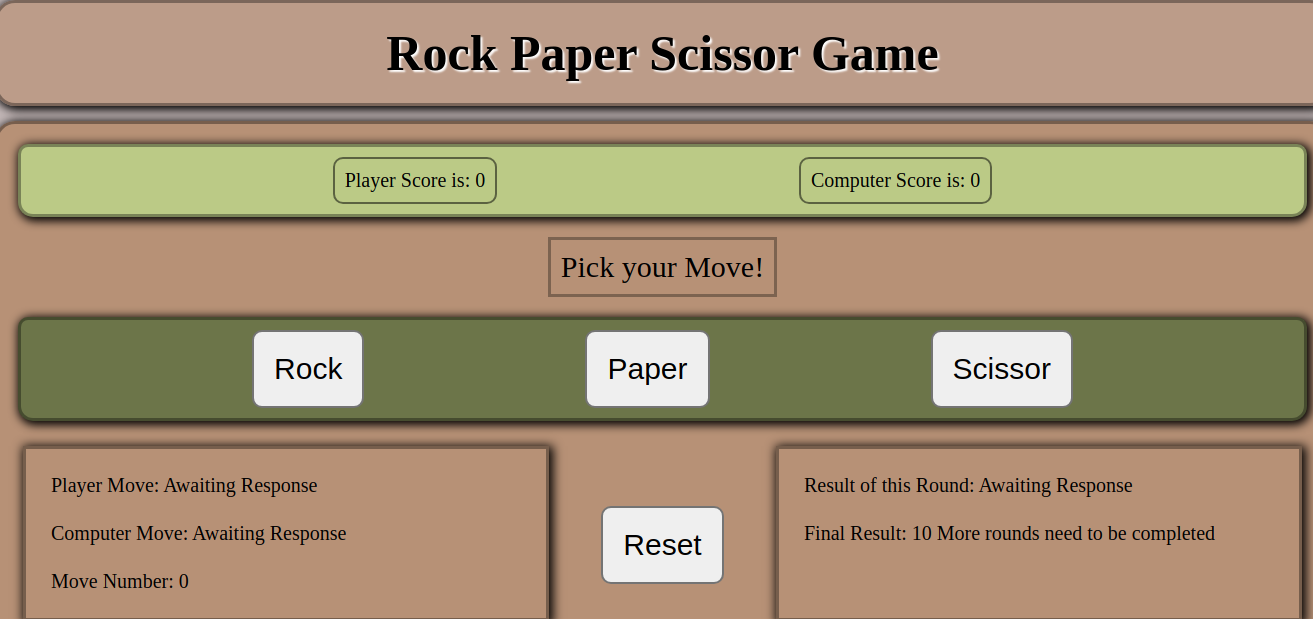 Rock Paper Scissor Game
Player Score is: 0
Computer Score is: 0
Pick your Move!
Rock
Paper
Scissor
Player Move: Awaiting Response
Computer Move: Awaiting Response
Move Number: 0
Reset
Result of this Round: Awaiting Response
Final Result: 10 More rounds need to be completed